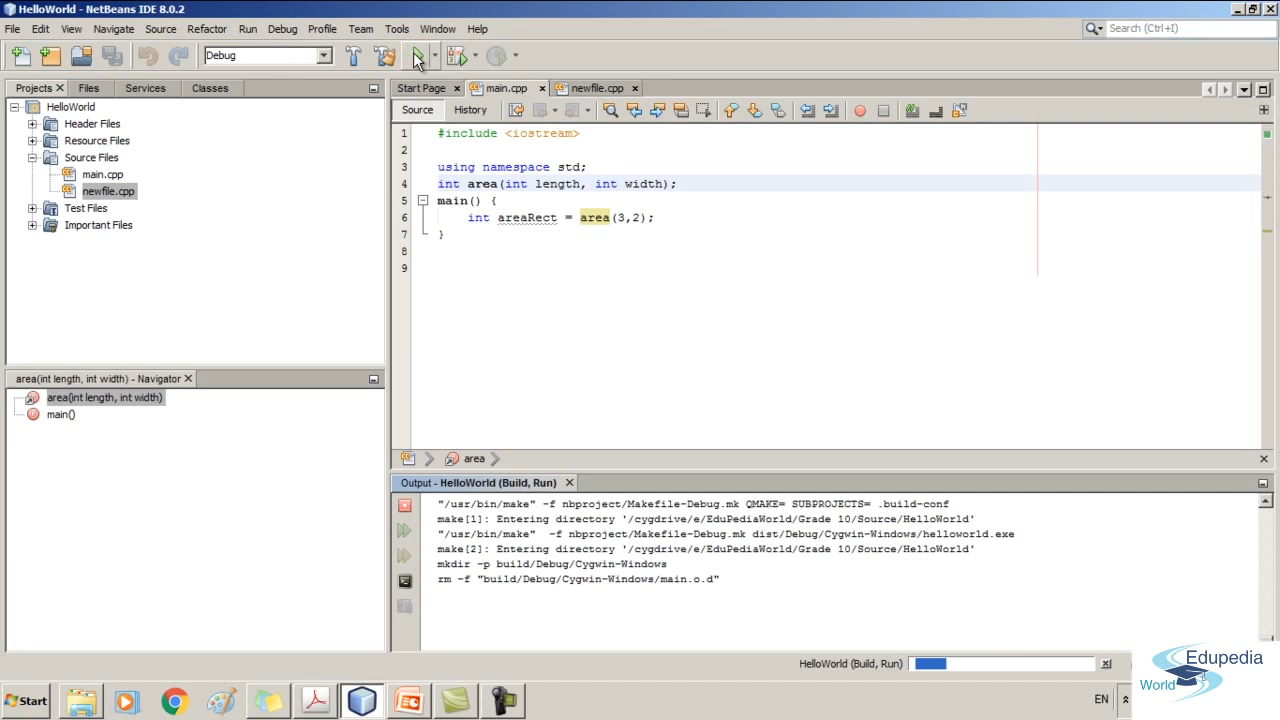 HelloWorld - NetBeans IDE 8.0.2
File Edit View Navigate Source Refactor Run Debug Profile Team Tools Window Help
Search (Ctrl+I)
Debug
Projects Files Services Classes
HelloWorld
Header Files
Resource Files
Source Files
main.cpp
newfile.cpp
Test Files
Important Files
Start Page main.cpp newfile.cpp
Source History
1 #include <iostream>
2
3 using namespace std;
4 int area(int length, int width);
5 main() {
6 int areaRect = area(3,2);
7 }
8
9
area(int length, int width) - Navigator
area(int length, int width)
main()
area
Output - HelloWorld (Build, Run)
"/usr/bin/make" -f nbproject/Makefile-Debug.mk QMAKE= SUBPROJECTS= .build-conf
make[1]: Entering directory '/cygdrive/e/EduPediaWorld/Grade 10/Source/HelloWorld'
"/usr/bin/make"  -f nbproject/Makefile-Debug.mk dist/Debug/Cygwin-Windows/helloworld.exe
make[2]: Entering directory '/cygdrive/e/EduPediaWorld/Grade 10/Source/HelloWorld'
mkdir -p build/Debug/Cygwin-Windows
rm -f "build/Debug/Cygwin-Windows/main.o.d"
HelloWorld (Build, Run)
Edupedia
World
Start
EN